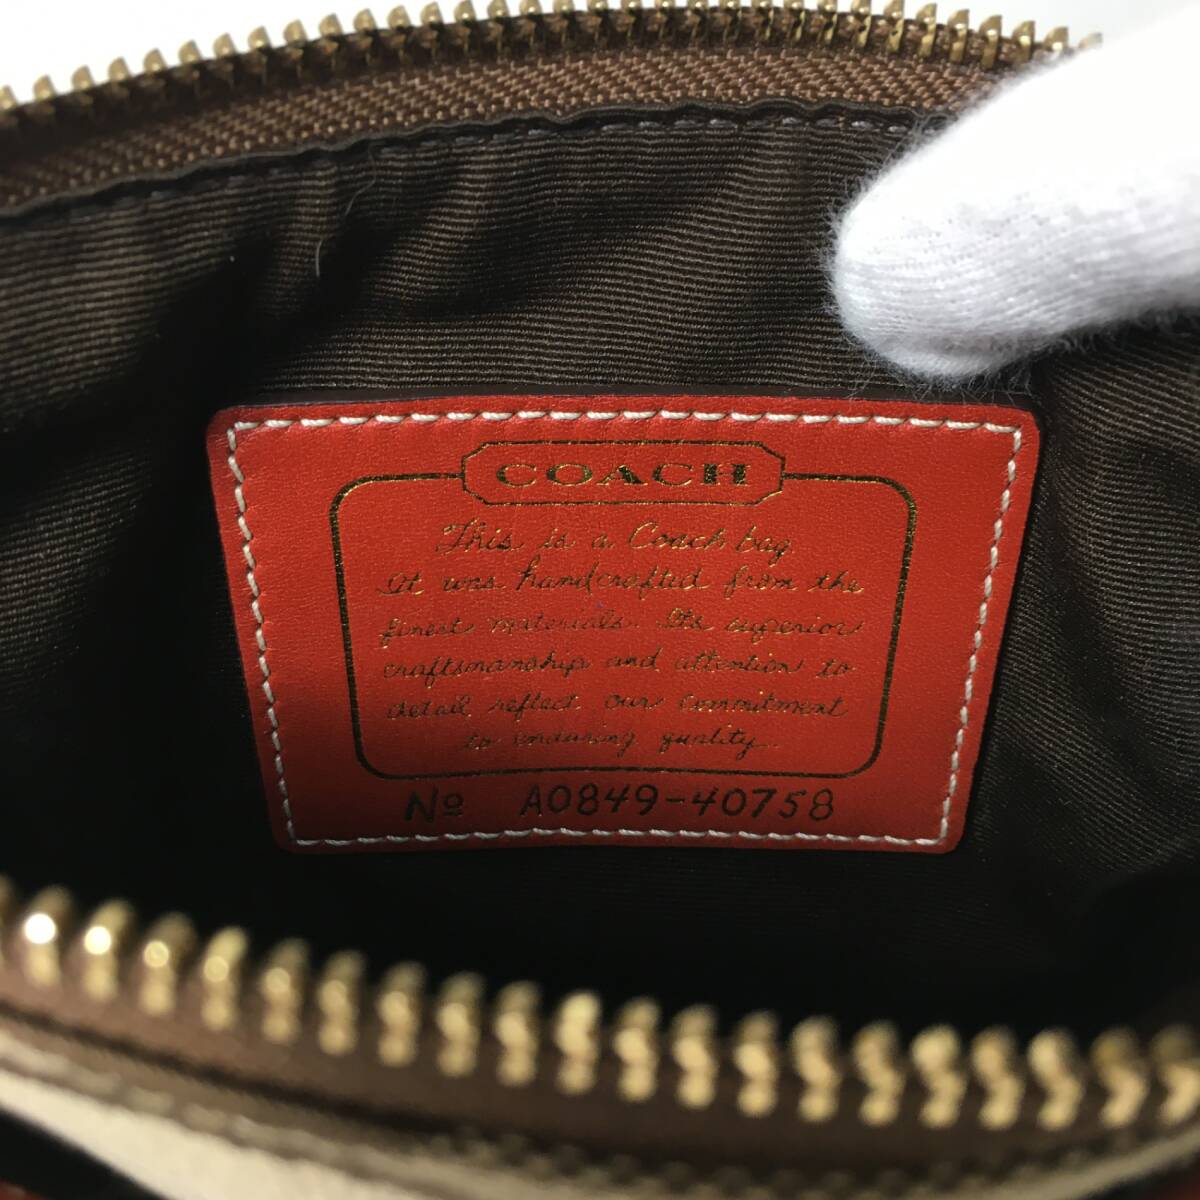 COACH
This is a Coach bag.
It was handcrafted from the
finest materials. Its superior
craftsmanship and attention to
detail reflect our commitment
to enduring quality.
No A0849-40758